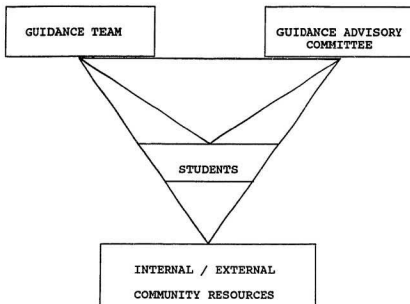 GUIDANCE TEAM
GUIDANCE ADVISORY
COMMITTEE
STUDENTS
INTERNAL / EXTERNAL
COMMUNITY RESOURCES